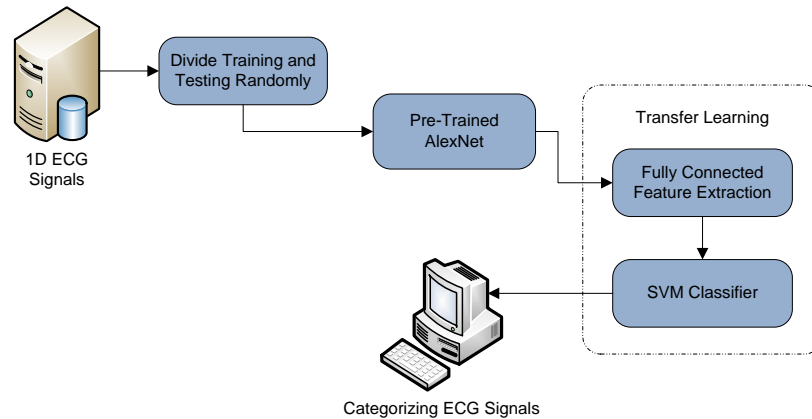 Divide Training and
Testing Randomly
1D ECG
Signals
Pre-Trained
AlexNet
Transfer Learning
Fully Connected
Feature Extraction
SVM Classifier
Categorizing ECG Signals